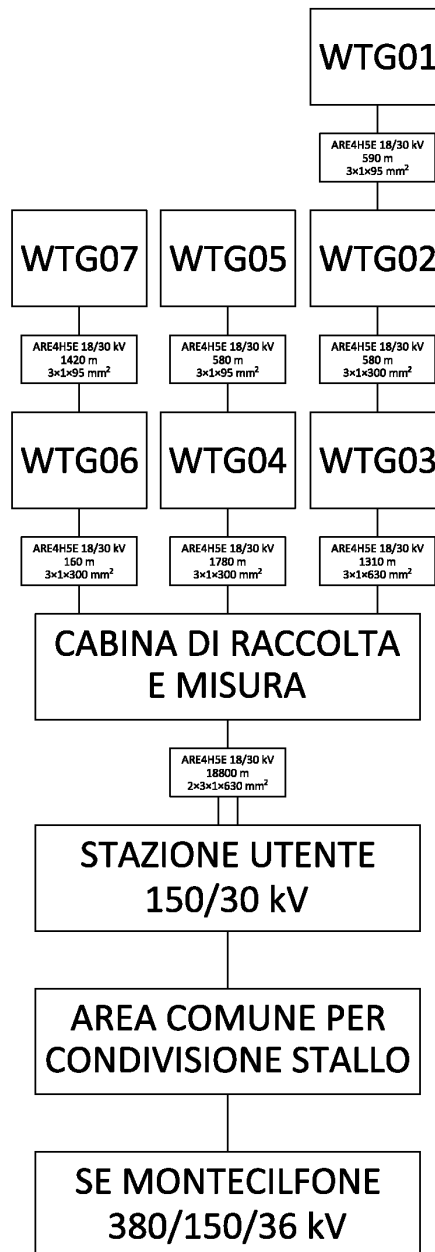 WTG01
ARE4H5E 18/30 kV
590 m
3×1×95 mm²
WTG07
WTG05
WTG02
ARE4H5E 18/30 kV
1420 m
3×1×95 mm²
ARE4H5E 18/30 kV
580 m
3×1×95 mm²
ARE4H5E 18/30 kV
580 m
3×1×300 mm²
WTG06
WTG04
WTG03
ARE4H5E 18/30 kV
160 m
3×1×300 mm²
ARE4H5E 18/30 kV
1780 m
3×1×300 mm²
ARE4H5E 18/30 kV
1310 m
3×1×630 mm²
CABINA DI RACCOLTA
E MISURA
ARE4H5E 18/30 kV
18800 m
2×3×1×630 mm²
STAZIONE UTENTE
150/30 kV
AREA COMUNE PER
CONDIVISIONE STALLO
SE MONTECILFONE
380/150/36 kV